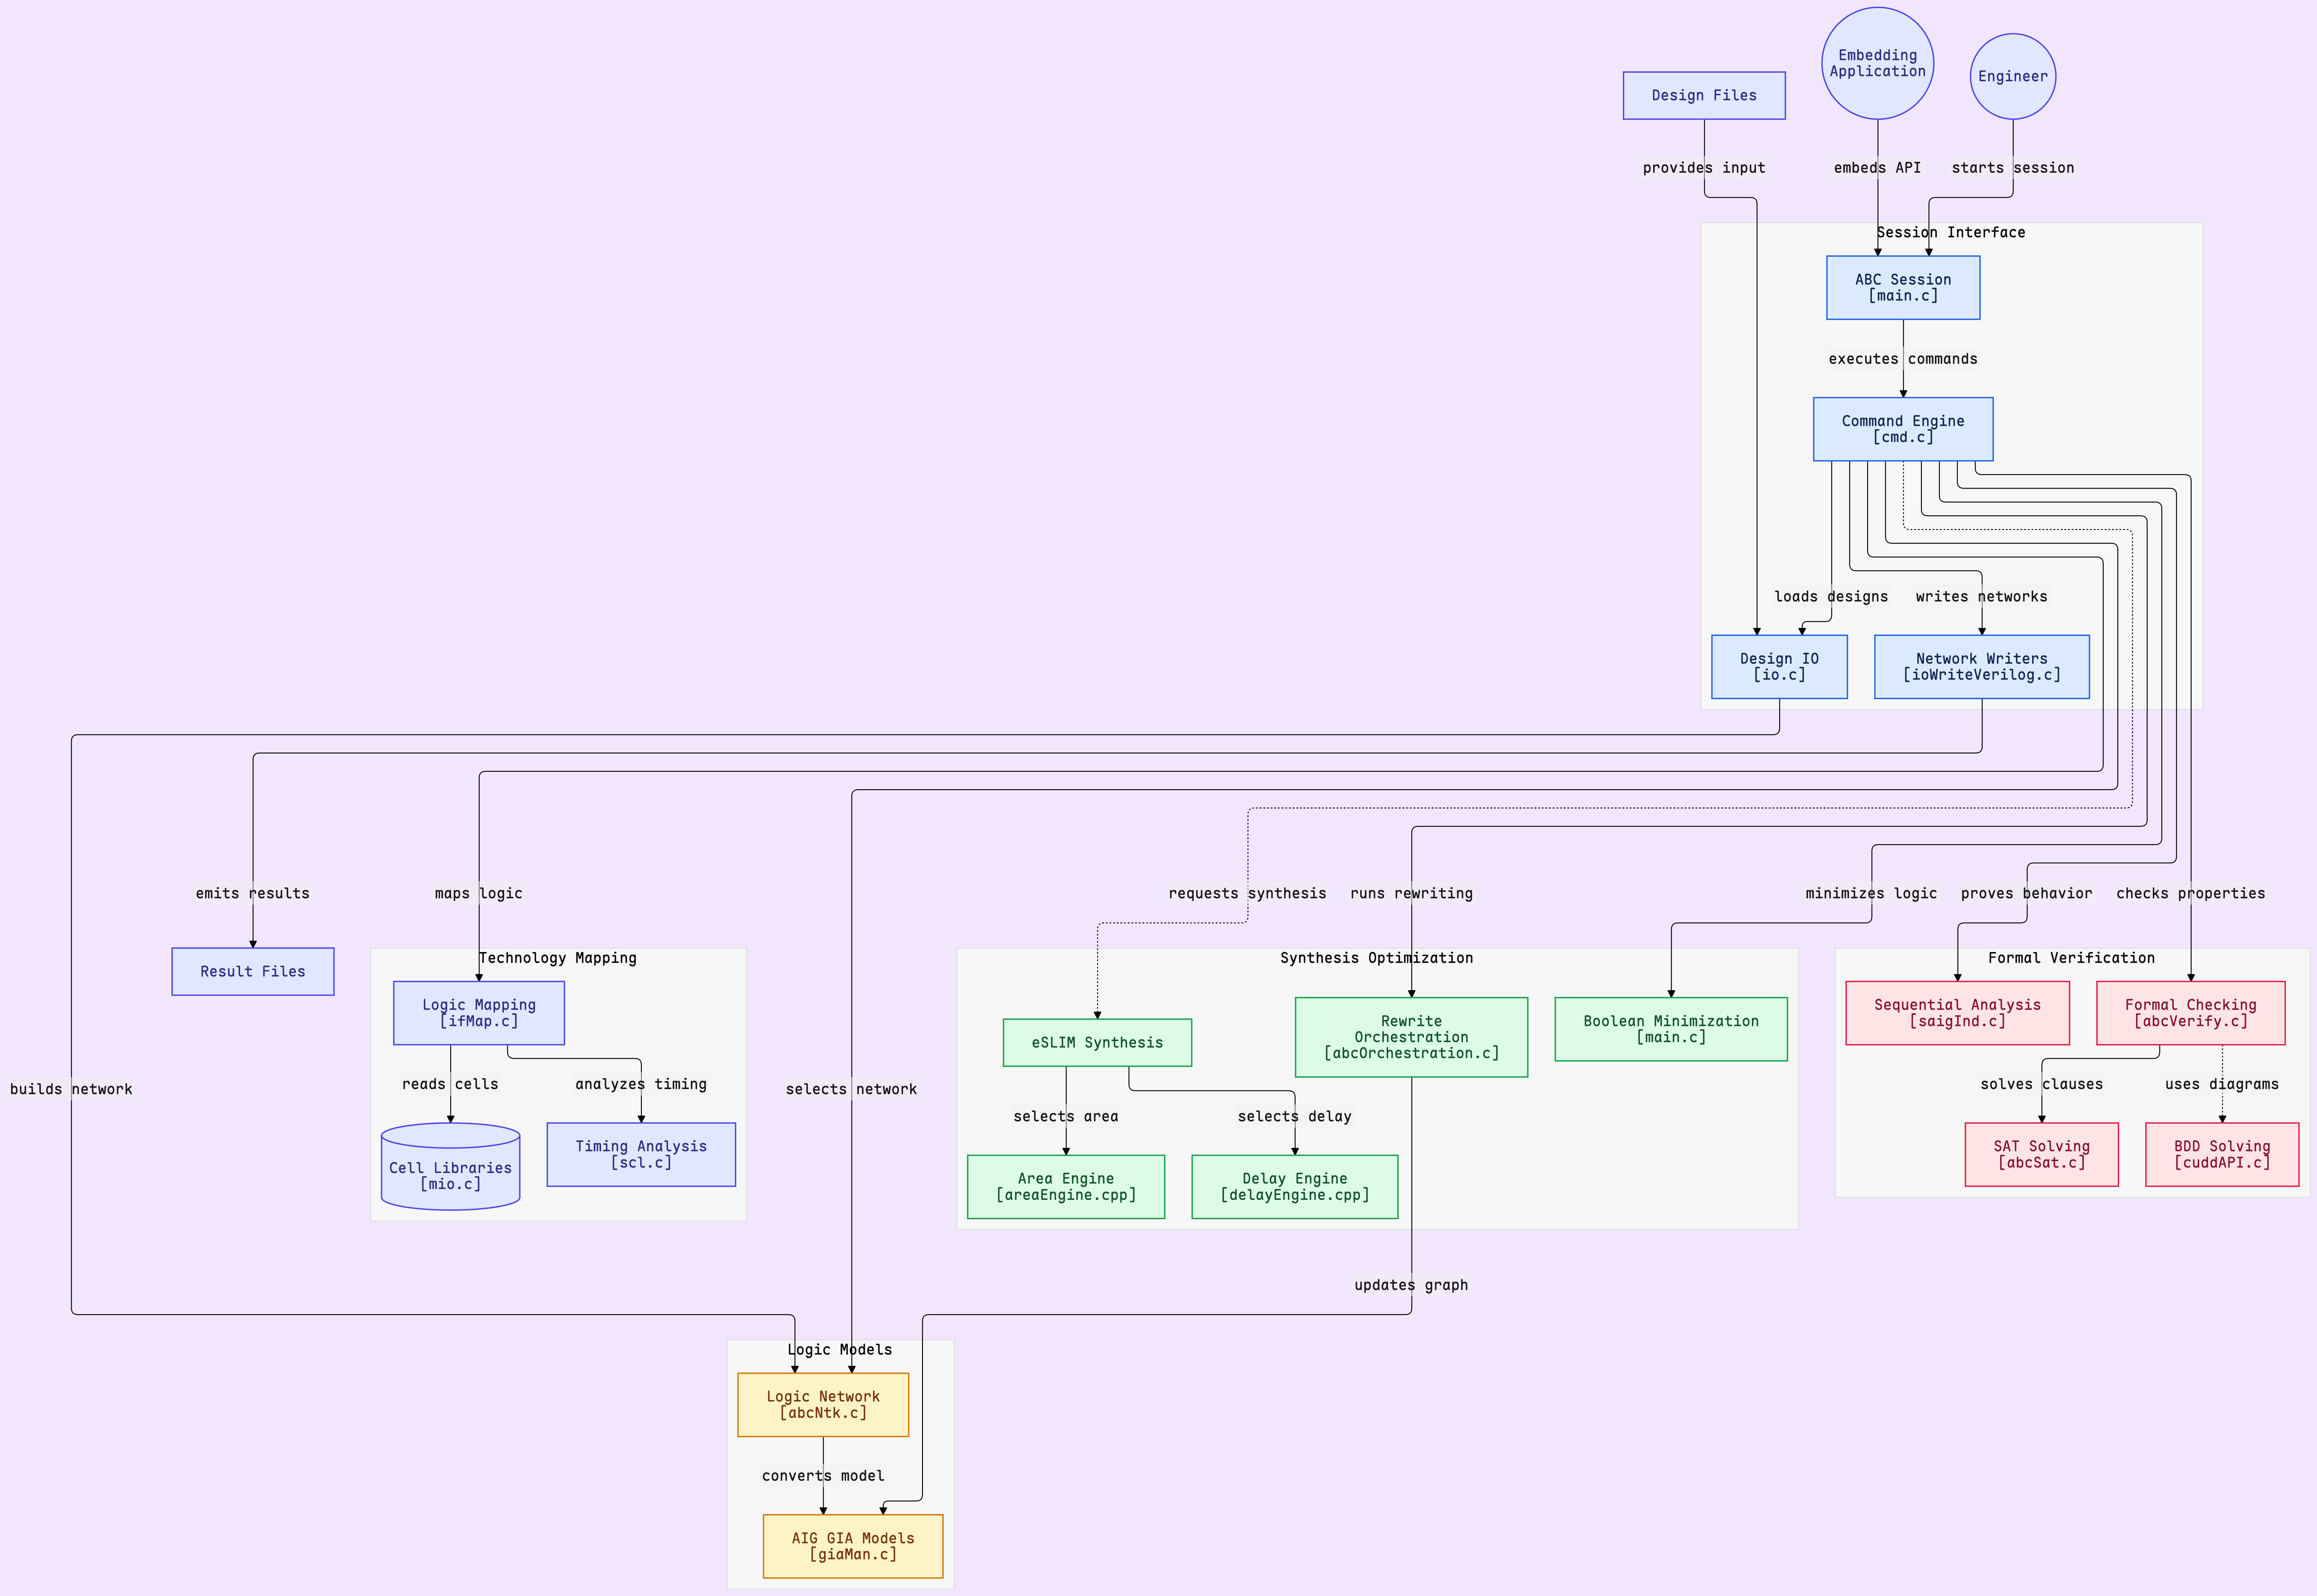 Embedding
Application
Engineer
Design Files
provides input
embeds API
starts session
Session Interface
ABC Session
[main.c]
executes commands
Command Engine
[cmd.c]
loads designs
writes networks
Design IO
[io.c]
Network Writers
[ioWriteVerilog.c]
emits results
maps logic
requests synthesis
runs rewriting
minimizes logic
proves behavior
checks properties
Result Files
Technology Mapping
Logic Mapping
[ifMap.c]
reads cells
analyzes timing
Cell Libraries
[mio.c]
Timing Analysis
[scl.c]
builds network
selects network
Synthesis Optimization
eSLIM Synthesis
Rewrite
Orchestration
[abcOrchestration.c]
Boolean Minimization
[main.c]
selects area
selects delay
Area Engine
[areaEngine.cpp]
Delay Engine
[delayEngine.cpp]
Formal Verification
Sequential Analysis
[saigInd.c]
Formal Checking
[abcVerify.c]
solves clauses
uses diagrams
SAT Solving
[abcSat.c]
BDD Solving
[cuddAPI.c]
updates graph
Logic Models
Logic Network
[abcNtk.c]
converts model
AIG GIA Models
[giaMan.c]